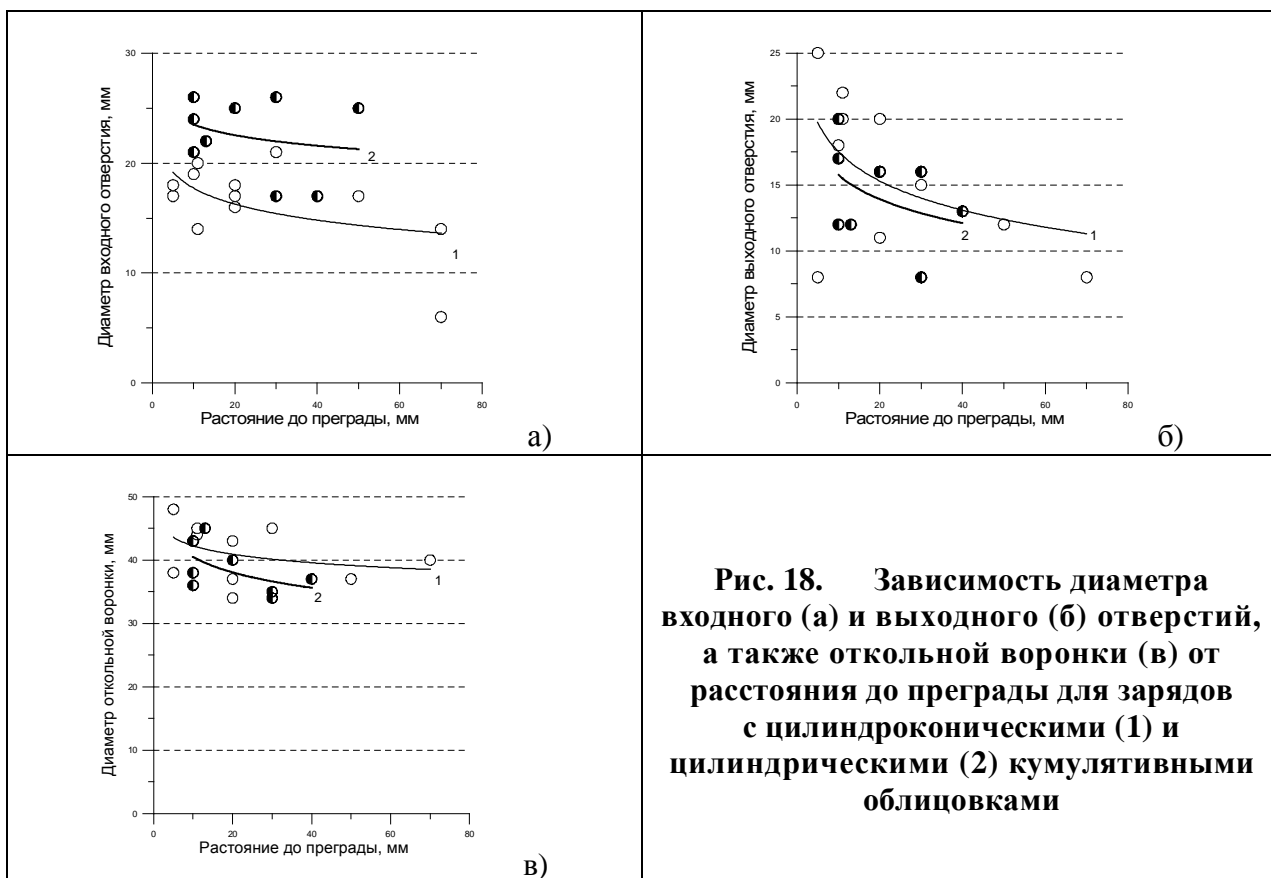 30
20
10
0
Диаметр входного отверстия, мм
2
1
0
20
40
60
80
Растояние до преграды, мм
а)
25
20
15
10
5
0
Диаметр выходного отверстия, мм
2
1
0
20
40
60
80
Растояние до преграды, мм
б)
50
40
30
20
10
0
Диаметр откольной воронки, мм
1
2
0
20
40
60
80
Растояние до преграды, мм
в)
Рис. 18. Зависимость диаметра
входного (а) и выходного (б) отверстий,
а также откольной воронки (в) от
расстояния до преграды для зарядов
с цилиндроконическими (1) и
цилиндрическими (2) кумулятивными
облицовками